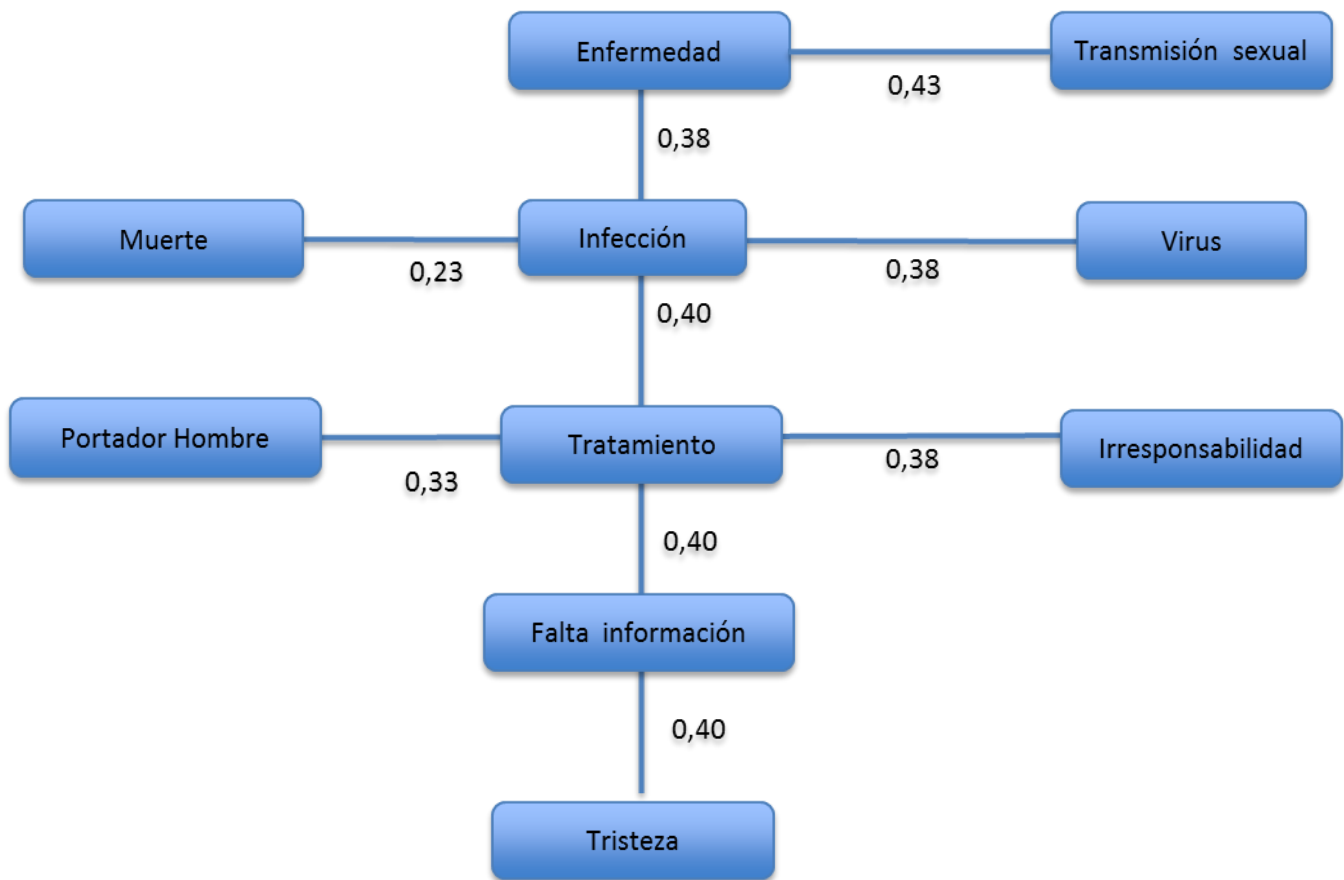 Enfermedad
Transmisión sexual
0,43
0,38
Muerte
Infección
Virus
0,23
0,38
0,40
Portador Hombre
Tratamiento
Irresponsabilidad
0,33
0,38
0,40
Falta información
0,40
Tristeza